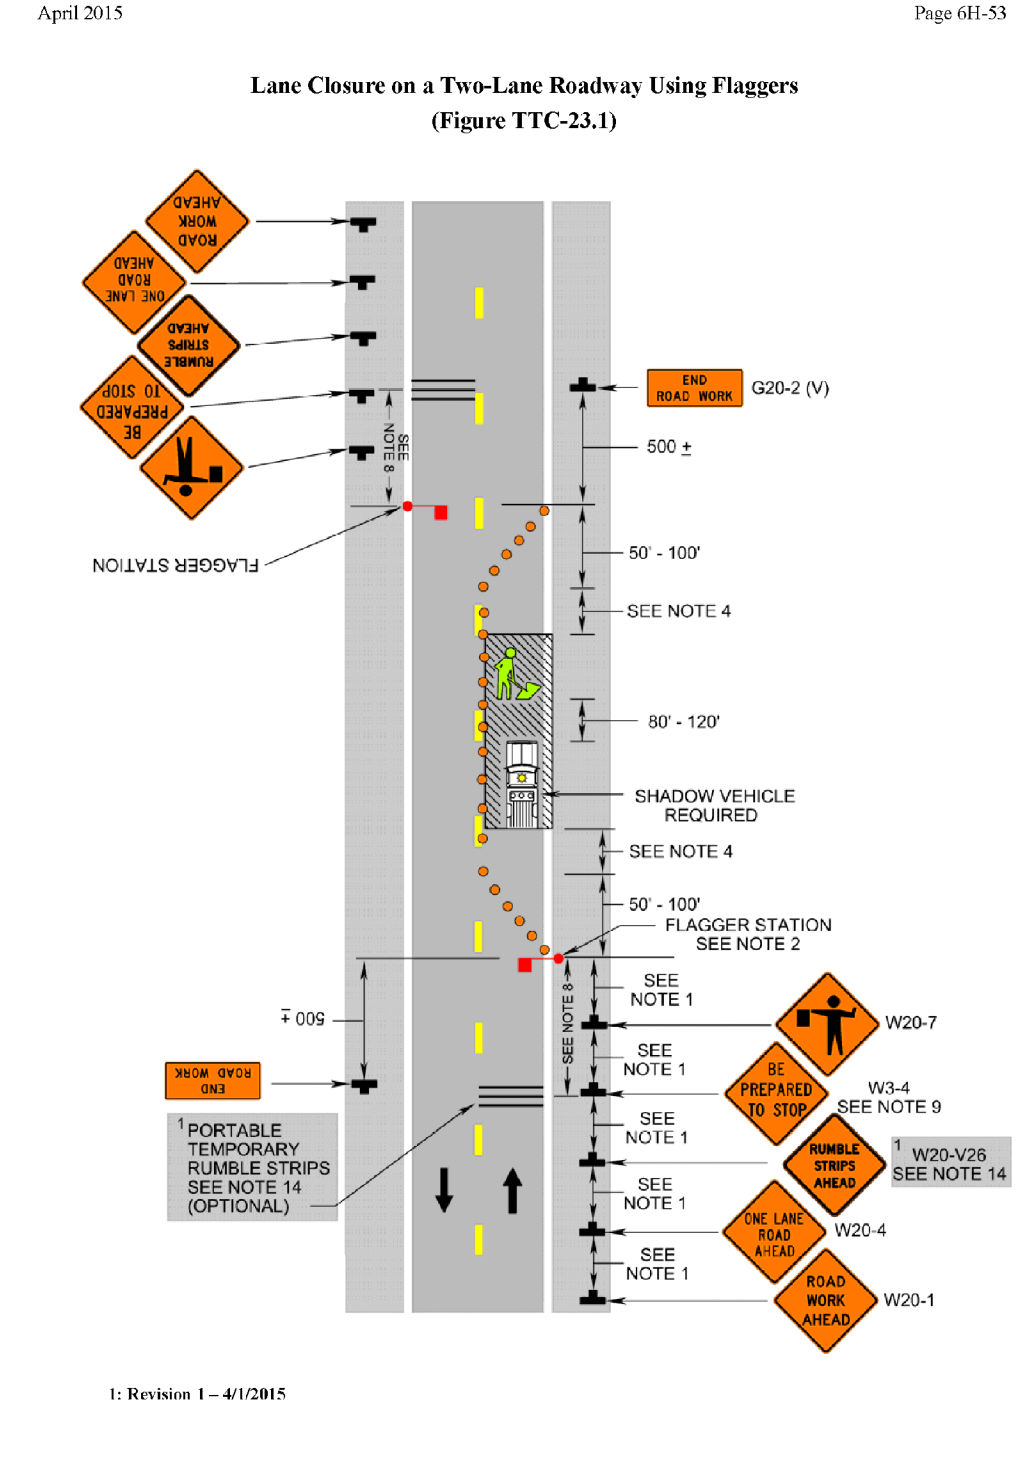 April 2015
Page 6H-53
Lane Closure on a Two-Lane Roadway Using Flaggers
(Figure TTC-23.1)
ROAD
WORK
AHEAD
ONE LANE
ROAD
AHEAD
RUMBLE
STRIPS
AHEAD
BE
PREPARED
TO STOP
SEE
NOTE 8
FLAGGER STATION
END
ROAD WORK
G20-2 (V)
500 ±
50' - 100'
SEE NOTE 4
80' - 120'
SHADOW VEHICLE
REQUIRED
SEE NOTE 4
50' - 100'
FLAGGER STATION
SEE NOTE 2
SEE
NOTE 1
SEE NOTE 8
W20-7
500 ±
SEE
NOTE 1
END
ROAD WORK
BE
PREPARED
TO STOP
W3-4
SEE NOTE 9
SEE
NOTE 1
1 PORTABLE
TEMPORARY
RUMBLE STRIPS
SEE NOTE 14
(OPTIONAL)
RUMBLE
STRIPS
AHEAD
1 W20-V26
SEE NOTE 14
SEE
NOTE 1
ONE LANE
ROAD
AHEAD
W20-4
SEE
NOTE 1
ROAD
WORK
AHEAD
W20-1
1: Revision 1 – 4/1/2015